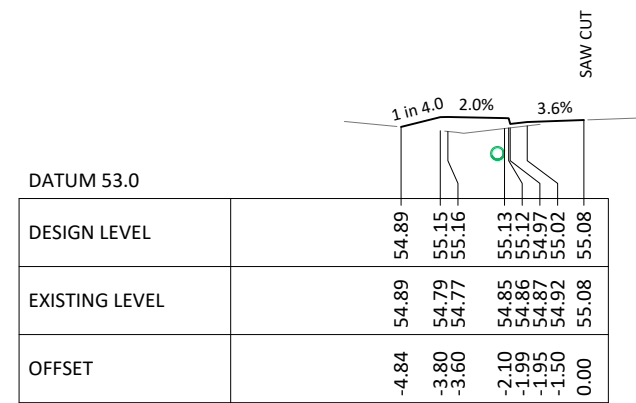 SAW CUT
1 in 4.0 2.0% 3.6%
DATUM 53.0
DESIGN LEVEL 54.89 55.15 55.16 55.13 55.12 54.97 55.02 55.08
EXISTING LEVEL 54.89 54.79 54.77 54.85 54.86 54.87 54.92 55.08
OFFSET -4.84 -3.80 -3.60 -2.10 -1.99 -1.95 -1.50 0.00